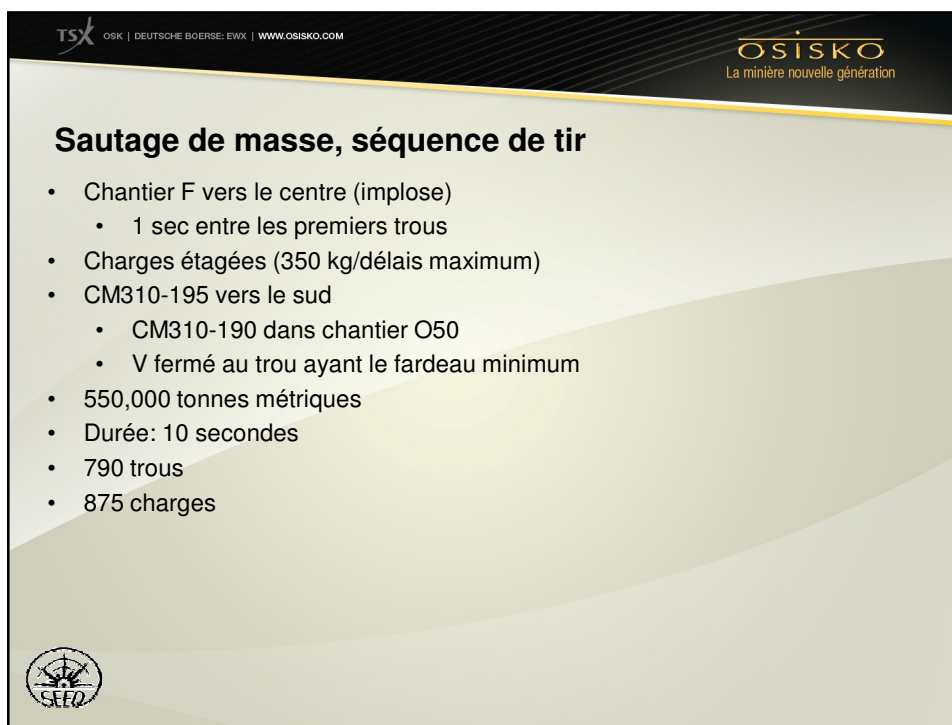 TSX OSK | DEUTSCHE BOERSE: EWX | WWW.OSISKO.COM
OSISKO
La minière nouvelle génération
Sautage de masse, séquence de tir
• Chantier F vers le centre (implose)
• 1 sec entre les premiers trous
• Charges étagées (350 kg/délais maximum)
• CM310-195 vers le sud
• CM310-190 dans chantier O50
• V fermé au trou ayant le fardeau minimum
• 550,000 tonnes métriques
• Durée: 10 secondes
• 790 trous
• 875 charges
SEEQ